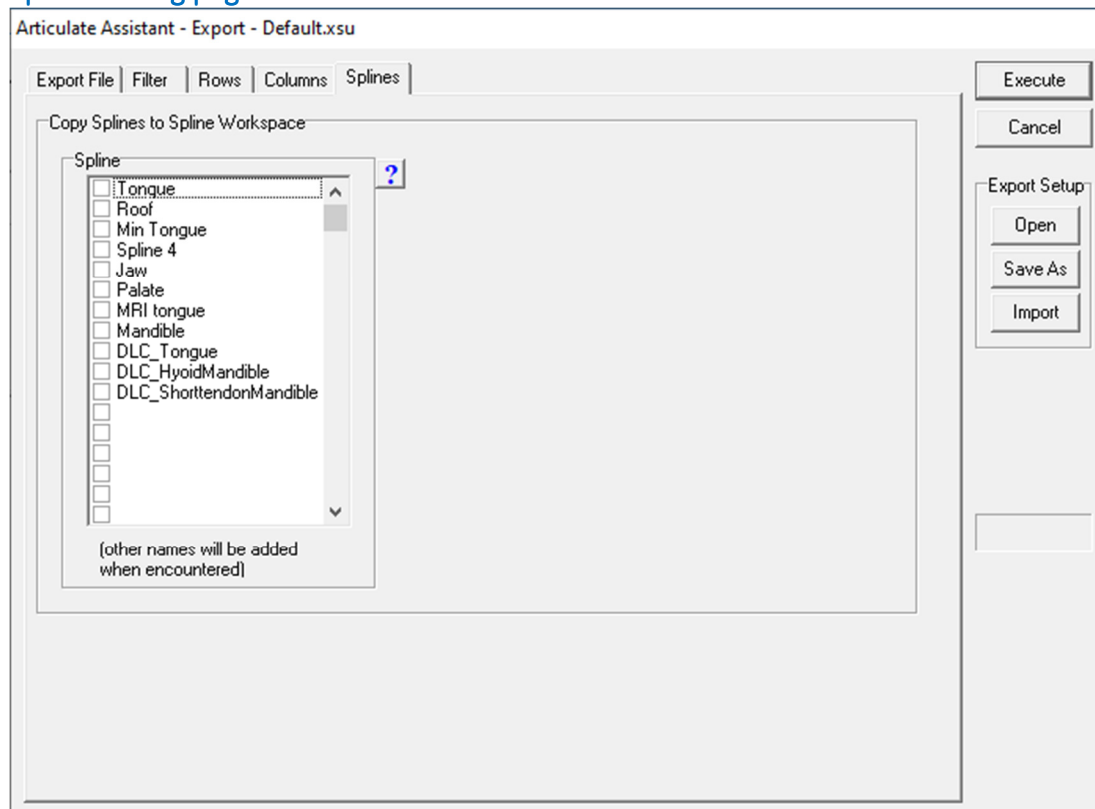 Articulate Assistant - Export - Default.xsu
Export File Filter Rows Columns Splines
Copy Splines to Spline Workspace
Spline
?
Tongue
Roof
Min Tongue
Spline 4
Jaw
Palate
MRI tongue
Mandible
DLC_Tongue
DLC_HyoidMandible
DLC_ShorttendonMandible
(other names will be added
when encountered)
Execute
Cancel
Export Setup
Open
Save As
Import